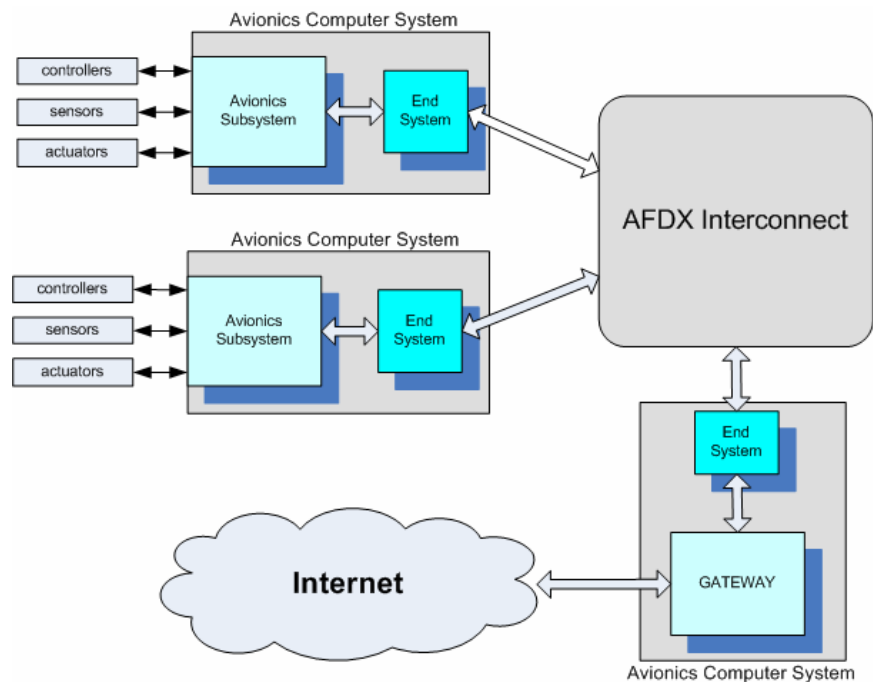 Avionics Computer System
controllers
sensors
actuators
Avionics
Subsystem
End
System
AFDX Interconnect
Avionics Computer System
controllers
sensors
actuators
Avionics
Subsystem
End
System
End
System
GATEWAY
Internet
Avionics Computer System